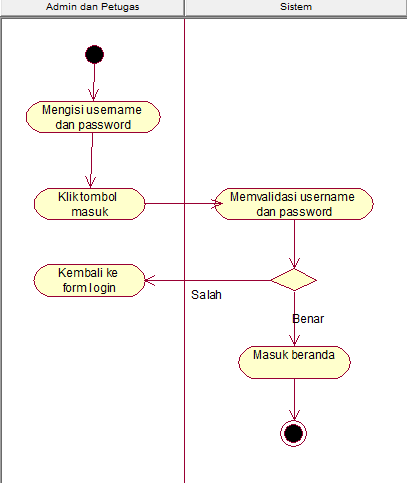 Admin dan Petugas
Sistem
Mengisi username
dan password
Klik tombol
masuk
Memvalidasi username
dan password
Kembali ke
form login
Salah
Benar
Masuk beranda